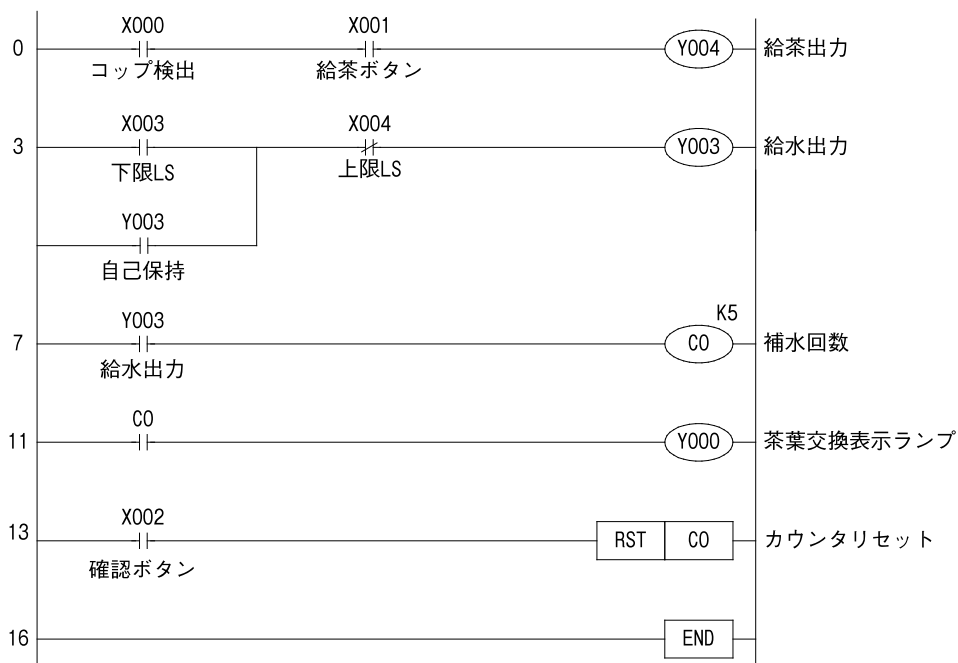 X000 X001
0 Y004 給茶出力
コップ検出 給茶ボタン
X003 X004
3 Y003 給水出力
下限LS 上限LS
Y003
自己保持
Y003 K5
7 C0 補水回数
給水出力
C0
11 Y000 茶葉交換表示ランプ
X002
13 RST C0 カウンタリセット
確認ボタン
16 END